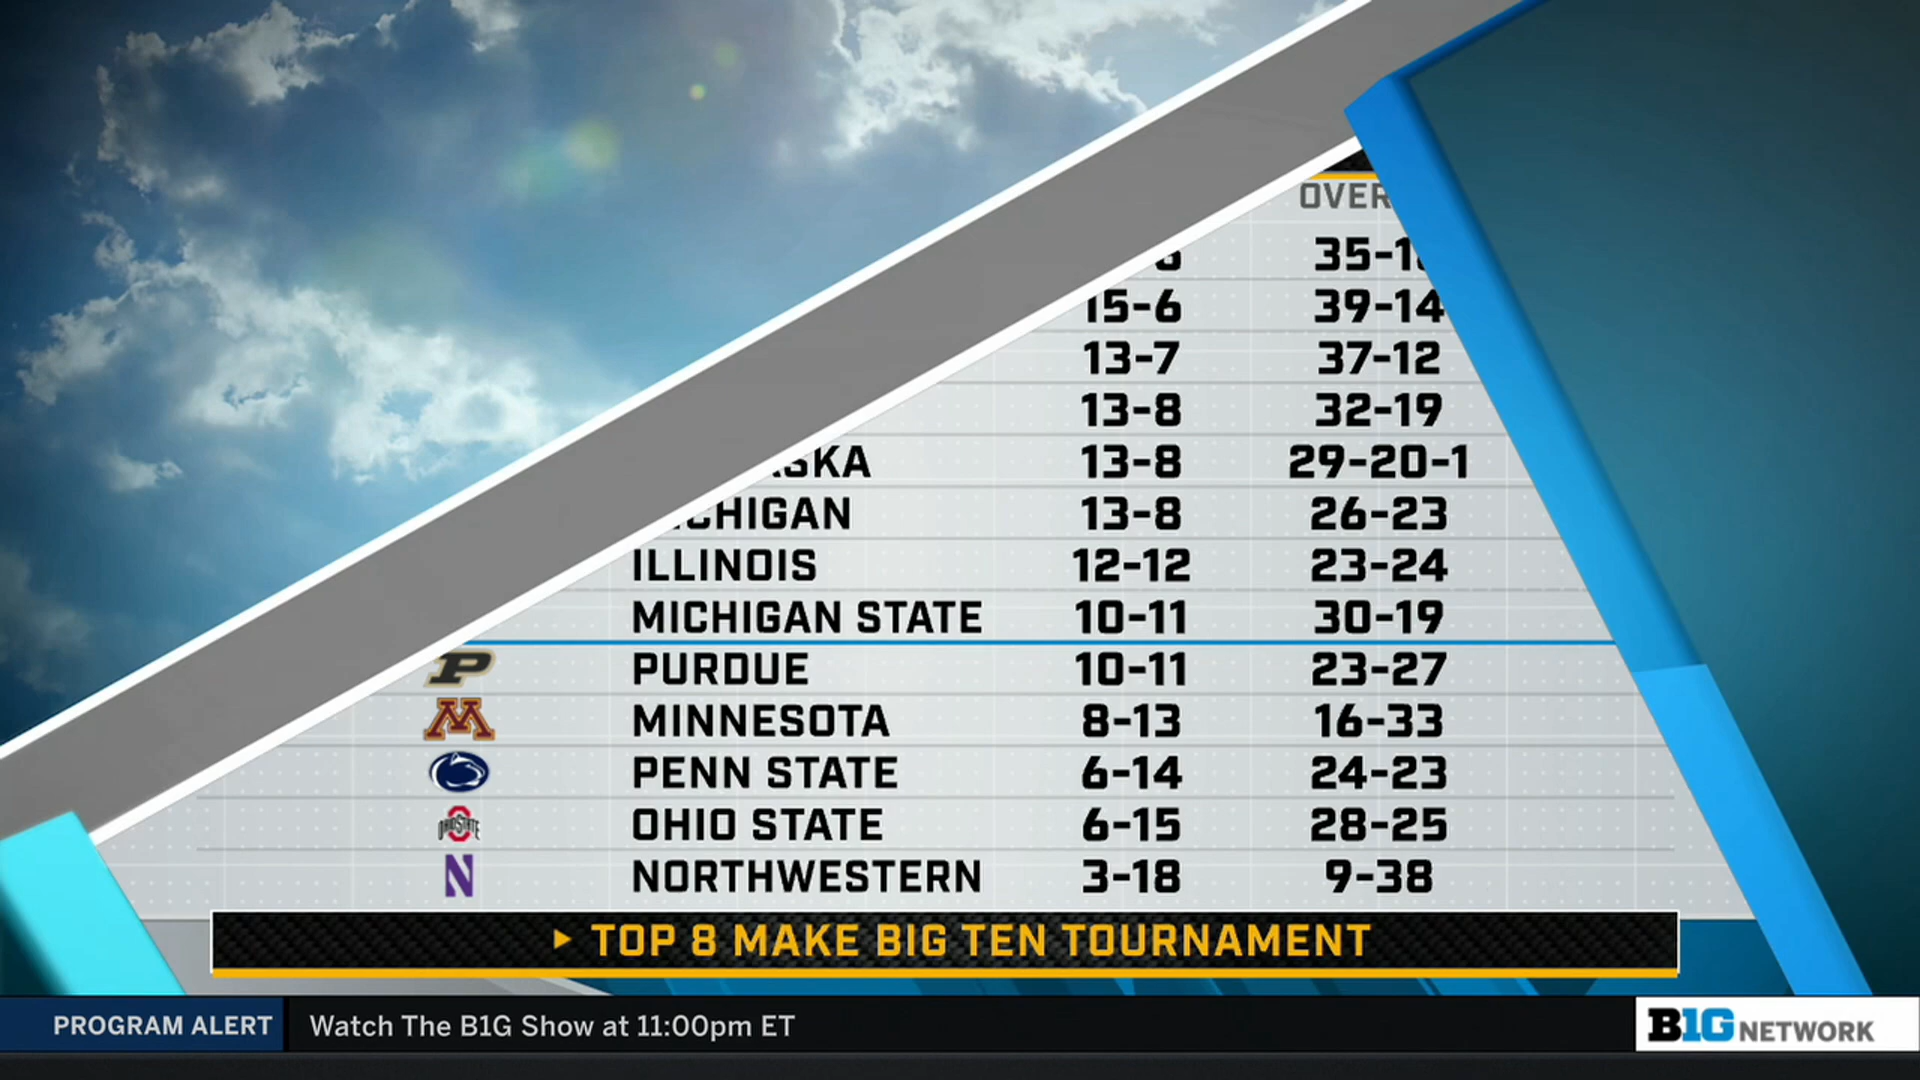 OVER
35-1
15-6 39-14
13-7 37-12
13-8 32-19
ASKA 13-8 29-20-1
CHIGAN 13-8 26-23
ILLINOIS 12-12 23-24
MICHIGAN STATE 10-11 30-19
P PURDUE 10-11 23-27
M MINNESOTA 8-13 16-33
PENN STATE 6-14 24-23
OHIO STATE OHIO STATE 6-15 28-25
N NORTHWESTERN 3-18 9-38
TOP 8 MAKE BIG TEN TOURNAMENT
PROGRAM ALERT Watch The B1G Show at 11:00pm ET B1G NETWORK